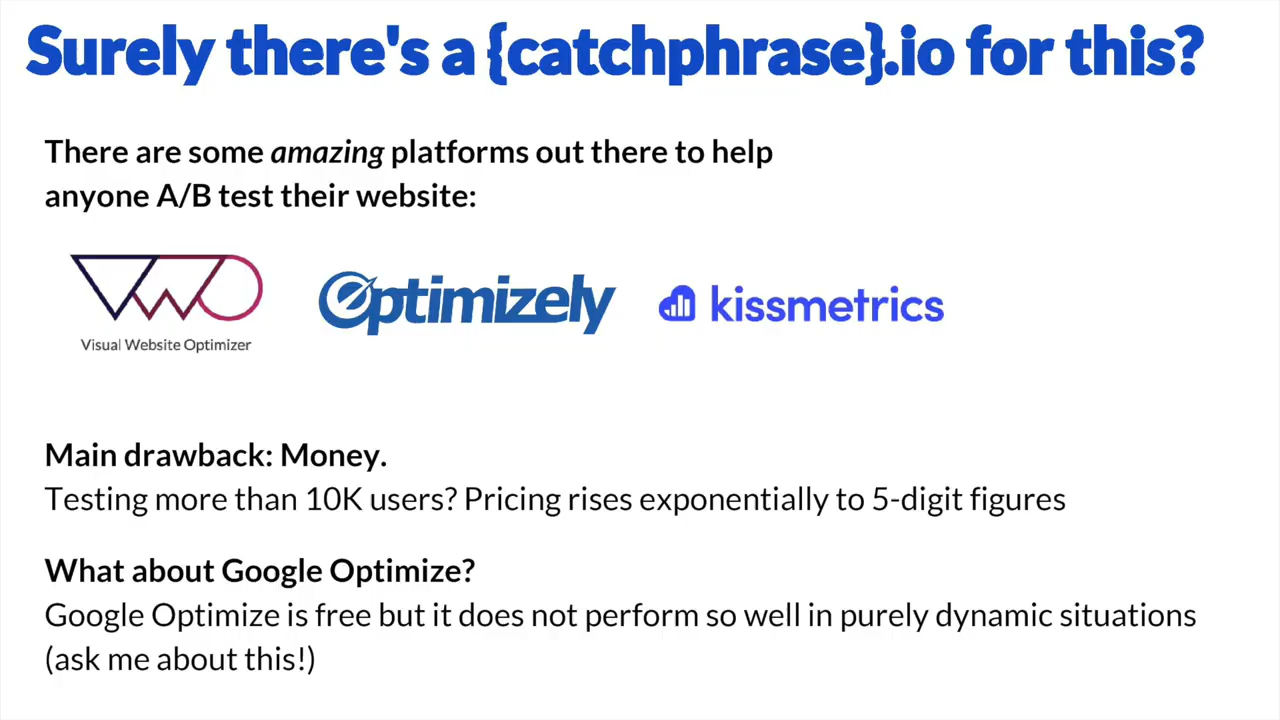 Surely there's a {catchphrase}.io for this?
There are some amazing platforms out there to help
anyone A/B test their website:
VWO
Visual Website Optimizer
Optimizely
kissmetrics
Main drawback: Money.
Testing more than 10K users? Pricing rises exponentially to 5-digit figures
What about Google Optimize?
Google Optimize is free but it does not perform so well in purely dynamic situations
(ask me about this!)